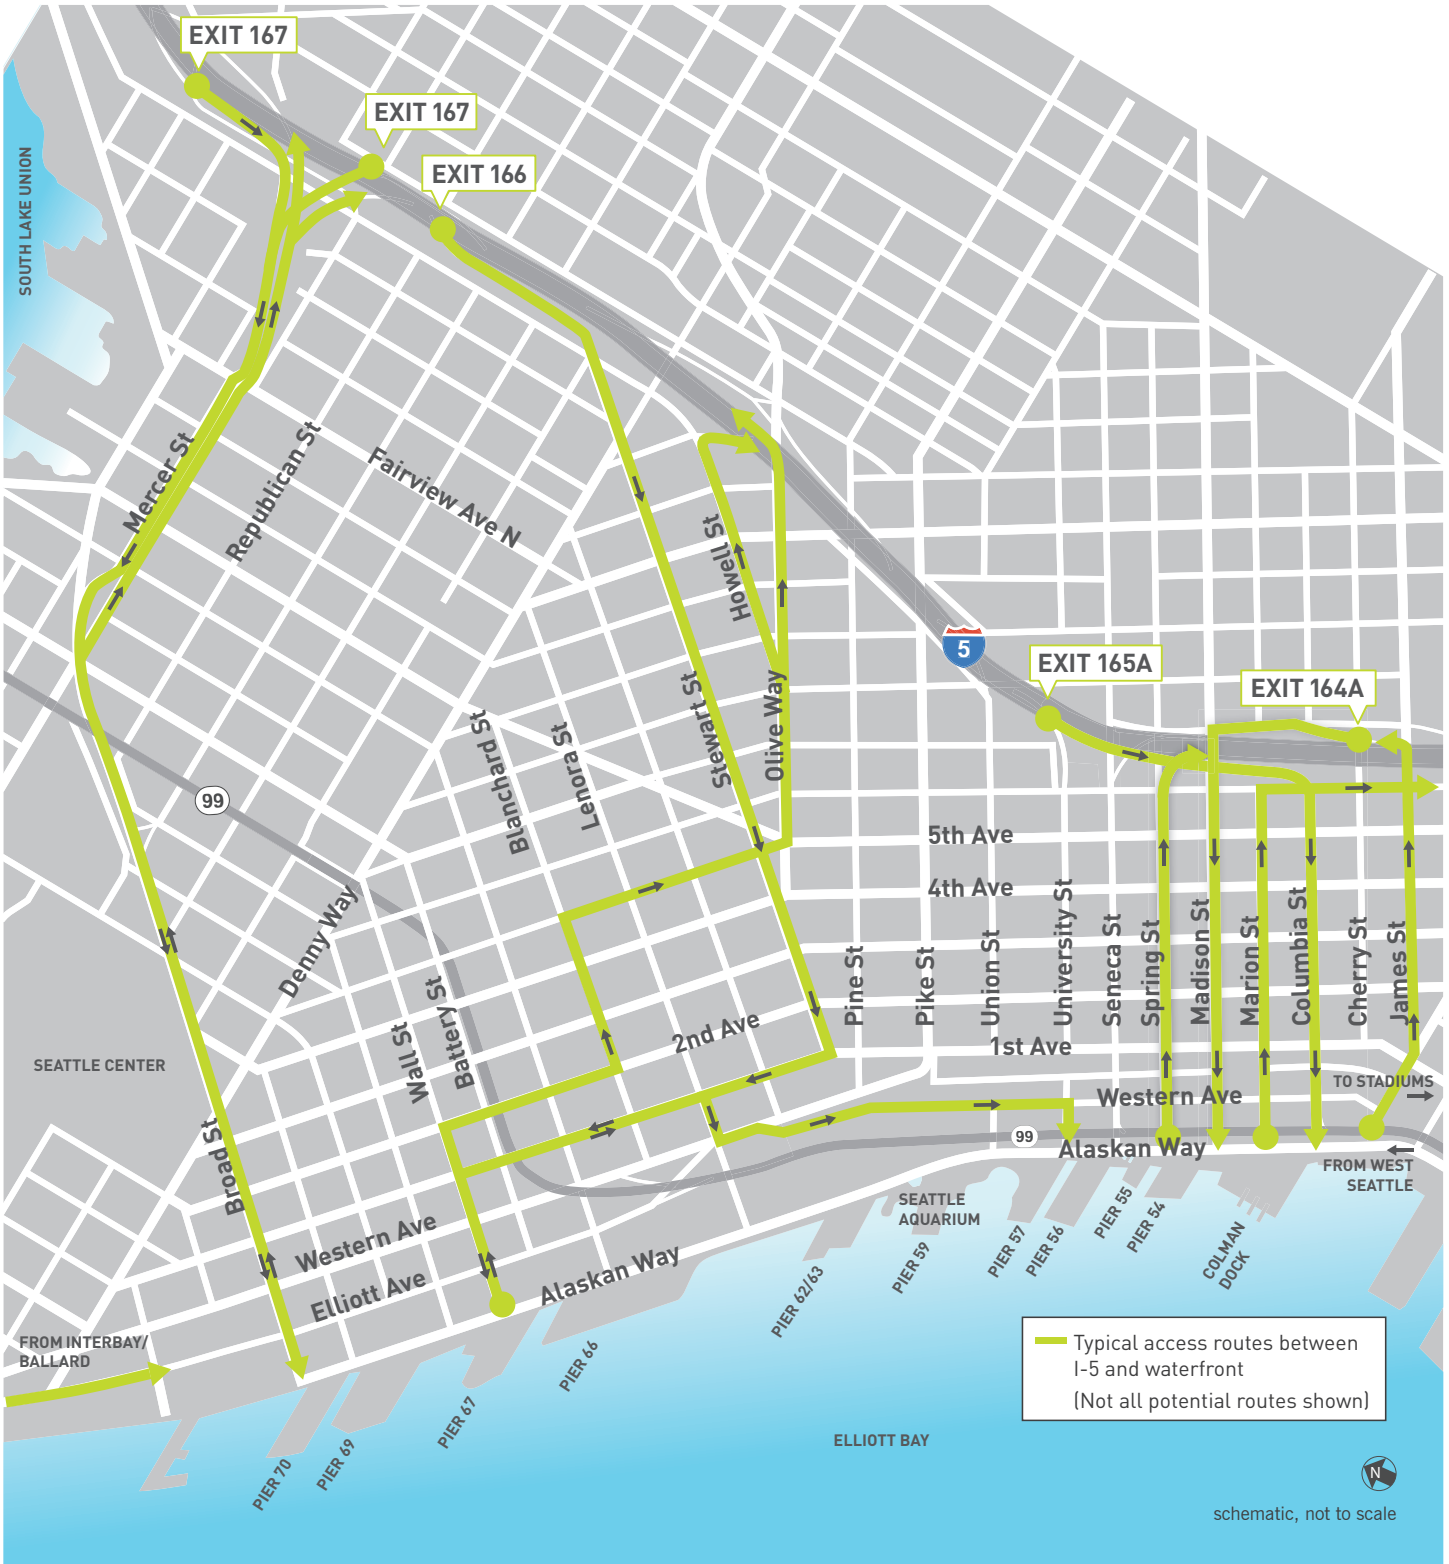 EXIT 167
EXIT 167
EXIT 166
SOUTH LAKE UNION
Mercer St
Republican St
Fairview Ave N
Howell St
5
EXIT 165A
EXIT 164A
Blanchard St
Lenora St
Stewart St
Olive Way
99
5th Ave
4th Ave
Denny Way
Battery St
Wall St
2nd Ave
Pine St
Pike St
Union St
University St
Seneca St
Spring St
Madison St
Marion St
Columbia St
Cherry St
James St
1st Ave
SEATTLE CENTER
TO STADIUMS
Western Ave
99
Alaskan Way
FROM WEST
SEATTLE
Broad St
Western Ave
Elliott Ave
Alaskan Way
SEATTLE
AQUARIUM
PIER 54
PIER 55
PIER 56
PIER 57
PIER 59
PIER 62/63
COLMAN
DOCK
FROM INTERBAY/
BALLARD
PIER 66
PIER 67
PIER 69
PIER 70
Typical access routes between
I-5 and waterfront
(Not all potential routes shown)
ELLIOTT BAY
N
schematic, not to scale